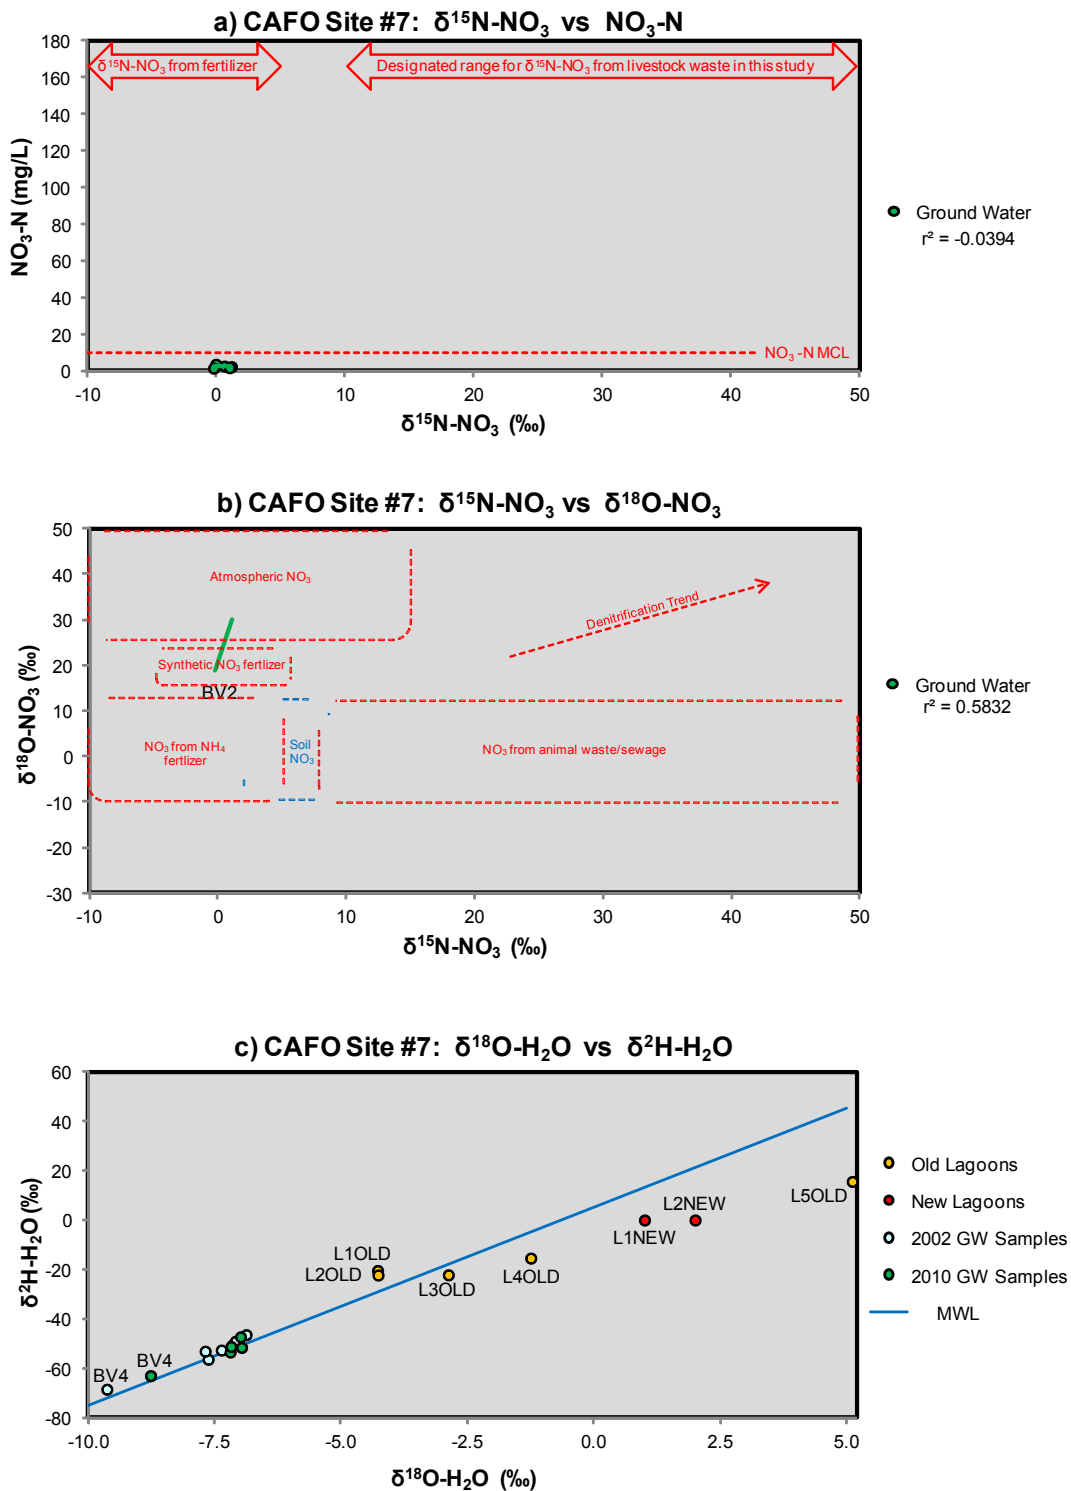 a) CAFO Site #7: δ¹⁵N-NO₃ vs NO₃-N
180
160
140
120
100
80
60
40
20
0
NO₃-N (mg/L)
δ¹⁵N-NO₃ from fertilizer
Designated range for δ¹⁵N-NO₃ from livestock waste in this study
NO₃-N MCL
-10 0 10 20 30 40 50
δ¹⁵N-NO₃ (‰)
Ground Water
r² = -0.0394
b) CAFO Site #7: δ¹⁵N-NO₃ vs δ¹⁸O-NO₃
50
40
30
20
10
0
-10
-20
-30
δ¹⁸O-NO₃ (‰)
Atmospheric NO₃
Denitrification Trend
Synthetic NO₃ fertlizer
BV2
NO₃ from NH₄
fertlizer
Soil
NO₃
NO₃ from animal waste/sewage
-10 0 10 20 30 40 50
δ¹⁵N-NO₃ (‰)
Ground Water
r² = 0.5832
c) CAFO Site #7: δ¹⁸O-H₂O vs δ²H-H₂O
60
40
20
0
-20
-40
-60
-80
δ²H-H₂O (‰)
L5OLD
L2NEW
L1NEW
L1OLD
L2OLD
L3OLD
L4OLD
BV4
BV4
-10.0 -7.5 -5.0 -2.5 0.0 2.5 5.0
δ¹⁸O-H₂O (‰)
Old Lagoons
New Lagoons
2002 GW Samples
2010 GW Samples
MWL